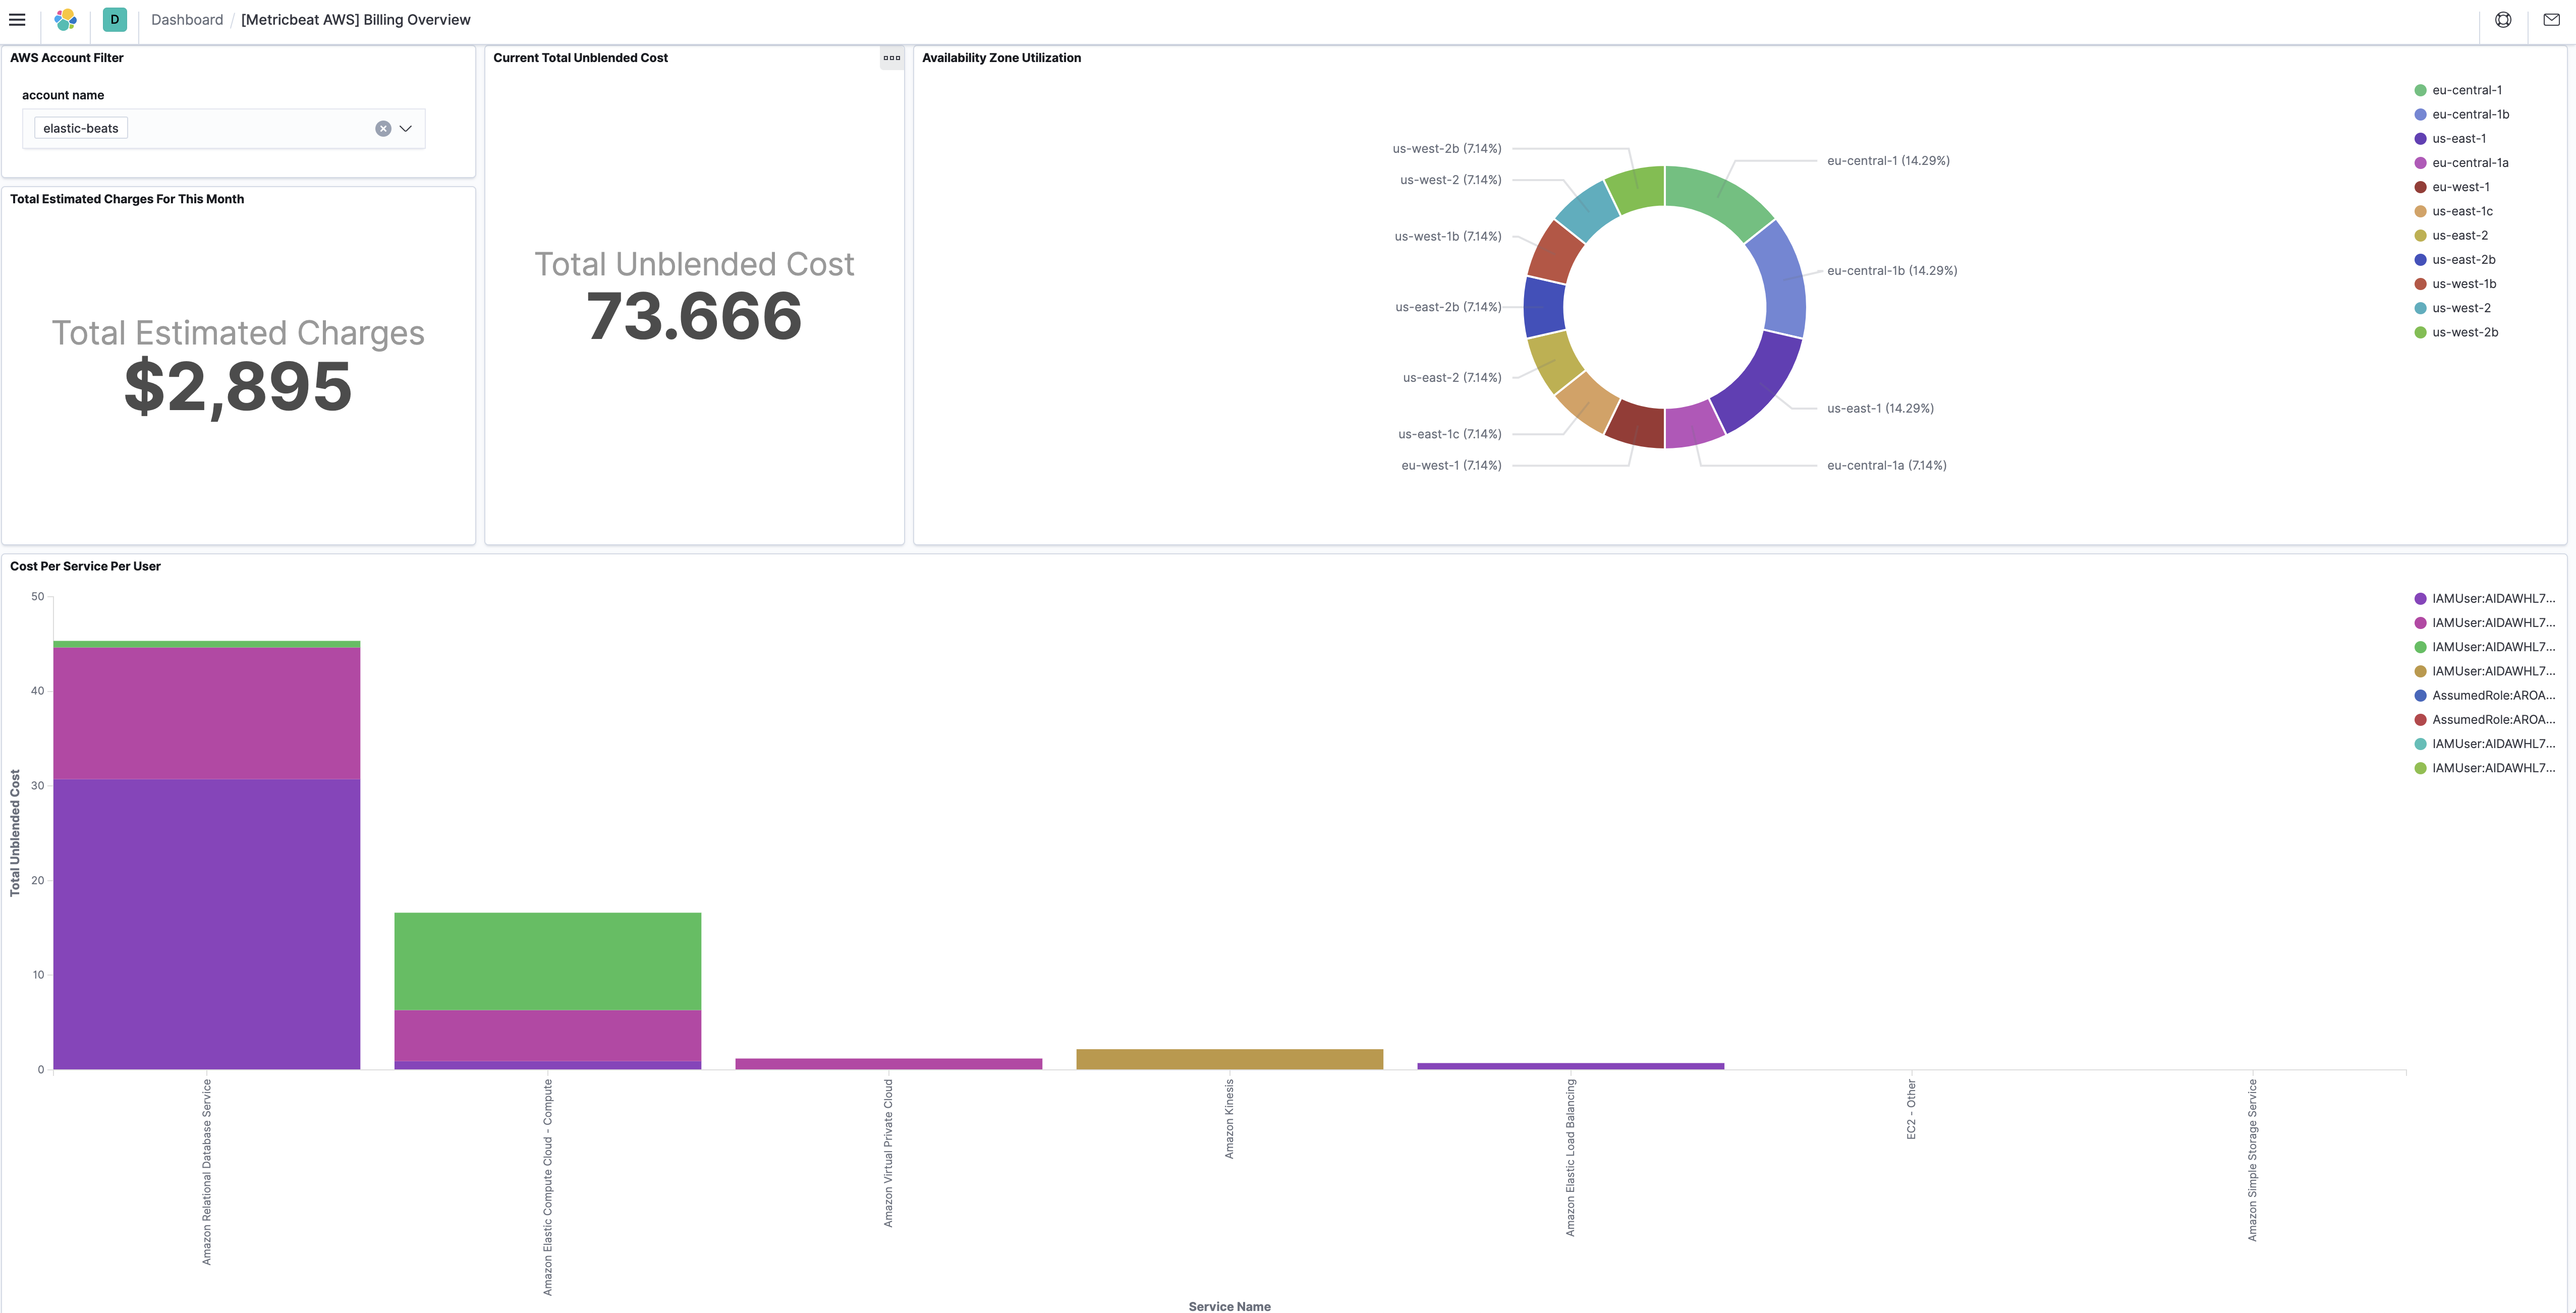 D
Dashboard / [Metricbeat AWS] Billing Overview
AWS Account Filter
account name
elastic-beats
Total Estimated Charges For This Month
Total Estimated Charges
$2,895
Current Total Unblended Cost
Total Unblended Cost
73.666
Availability Zone Utilization
us-west-2b (7.14%)
us-west-2 (7.14%)
us-west-1b (7.14%)
us-east-2b (7.14%)
us-east-2 (7.14%)
us-east-1c (7.14%)
eu-west-1 (7.14%)
eu-central-1 (14.29%)
eu-central-1b (14.29%)
us-east-1 (14.29%)
eu-central-1a (7.14%)
eu-central-1
eu-central-1b
us-east-1
eu-central-1a
eu-west-1
us-east-1c
us-east-2
us-east-2b
us-west-1b
us-west-2
us-west-2b
Cost Per Service Per User
Total Unblended Cost
50
40
30
20
10
0
Amazon Relational Database Service
Amazon Elastic Compute Cloud - Compute
Amazon Virtual Private Cloud
Amazon Kinesis
Amazon Elastic Load Balancing
EC2 - Other
Amazon Simple Storage Service
Service Name
IAMUser:AIDAWHL7...
IAMUser:AIDAWHL7...
IAMUser:AIDAWHL7...
IAMUser:AIDAWHL7...
AssumedRole:AROA...
AssumedRole:AROA...
IAMUser:AIDAWHL7...
IAMUser:AIDAWHL7...